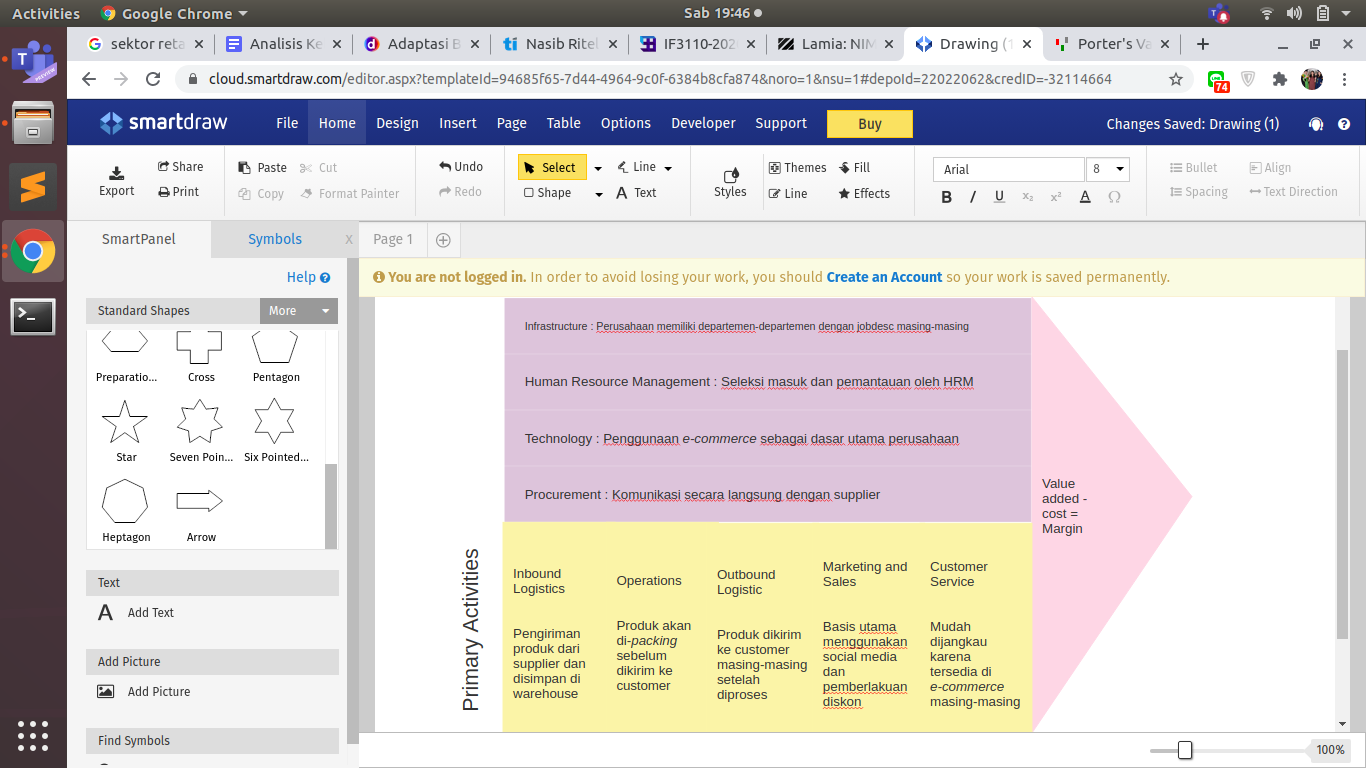 Activities
Google Chrome
Sab 19:46
sektor reta
Analisis Ke
Adaptasi B
Nasib Ritel
IF3110-202
Lamia: NIM
Drawing (1
Porter's Va
cloud.smartdraw.com/editor.aspx?templateId=94685f65-7d44-4964-9c0f-6384b8cfa874&noro=1&nsu=1#depoId=22022062&credID=-32114664
74
smartdraw
File
Home
Design
Insert
Page
Table
Options
Developer
Support
Buy
Changes Saved: Drawing (1)
Export
Share
Print
Paste
Cut
Copy
Format Painter
Undo
Redo
Select
Line
Shape
Text
Styles
Themes
Fill
Line
Effects
Arial
8
Bullet
Align
Spacing
Text Direction
SmartPanel
Symbols
X
Page 1
Help
You are not logged in. In order to avoid losing your work, you should Create an Account so your work is saved permanently.
Standard Shapes
More
Preparatio...
Cross
Pentagon
Star
Seven Poin...
Six Pointed...
Heptagon
Arrow
Text
Add Text
Add Picture
Add Picture
Find Symbols
Infrastructure : Perusahaan memiliki departemen-departemen dengan jobdesc masing-masing
Human Resource Management : Seleksi masuk dan pemantauan oleh HRM
Technology : Penggunaan e-commerce sebagai dasar utama perusahaan
Procurement : Komunikasi secara langsung dengan supplier
Value
added -
cost =
Margin
Primary Activities
Inbound
Logistics
Pengiriman
produk dari
supplier dan
disimpan di
warehouse
Operations
Produk akan
di-packing
sebelum
dikirim ke
customer
Outbound
Logistic
Produk dikirim
ke customer
masing-masing
setelah
diproses
Marketing and
Sales
Basis utama
menggunakan
social media
dan
pemberlakuan
diskon
Customer
Service
Mudah
dijangkau
karena
tersedia di
e-commerce
masing-masing
100%